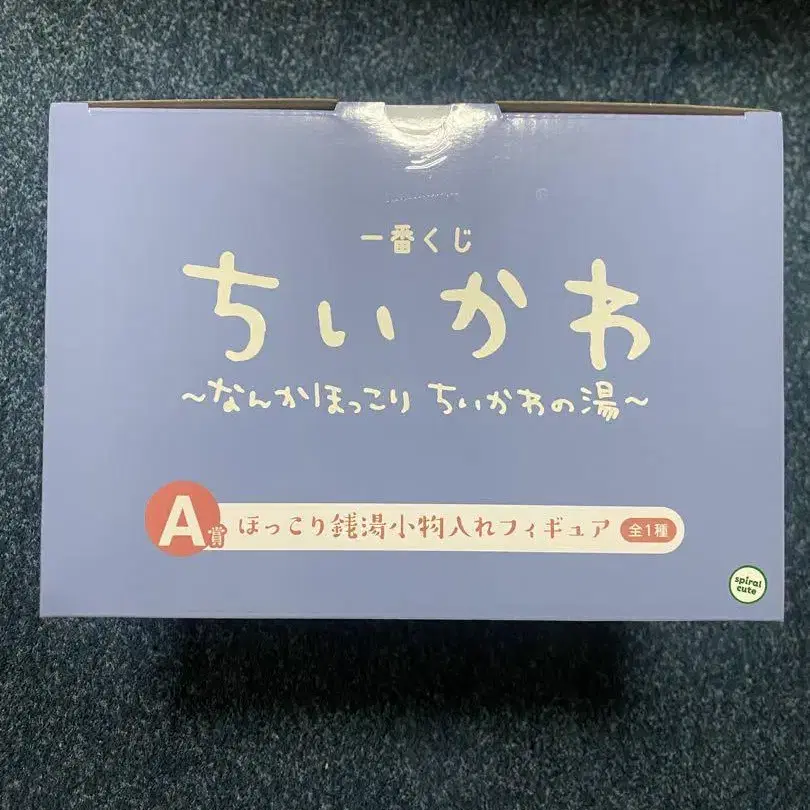 一番くじ
ちいかわ
~なんかほっこり ちいかわの湯~
A賞 ほっこり銭湯小物入れフィギュア 全1種
spiral
cute